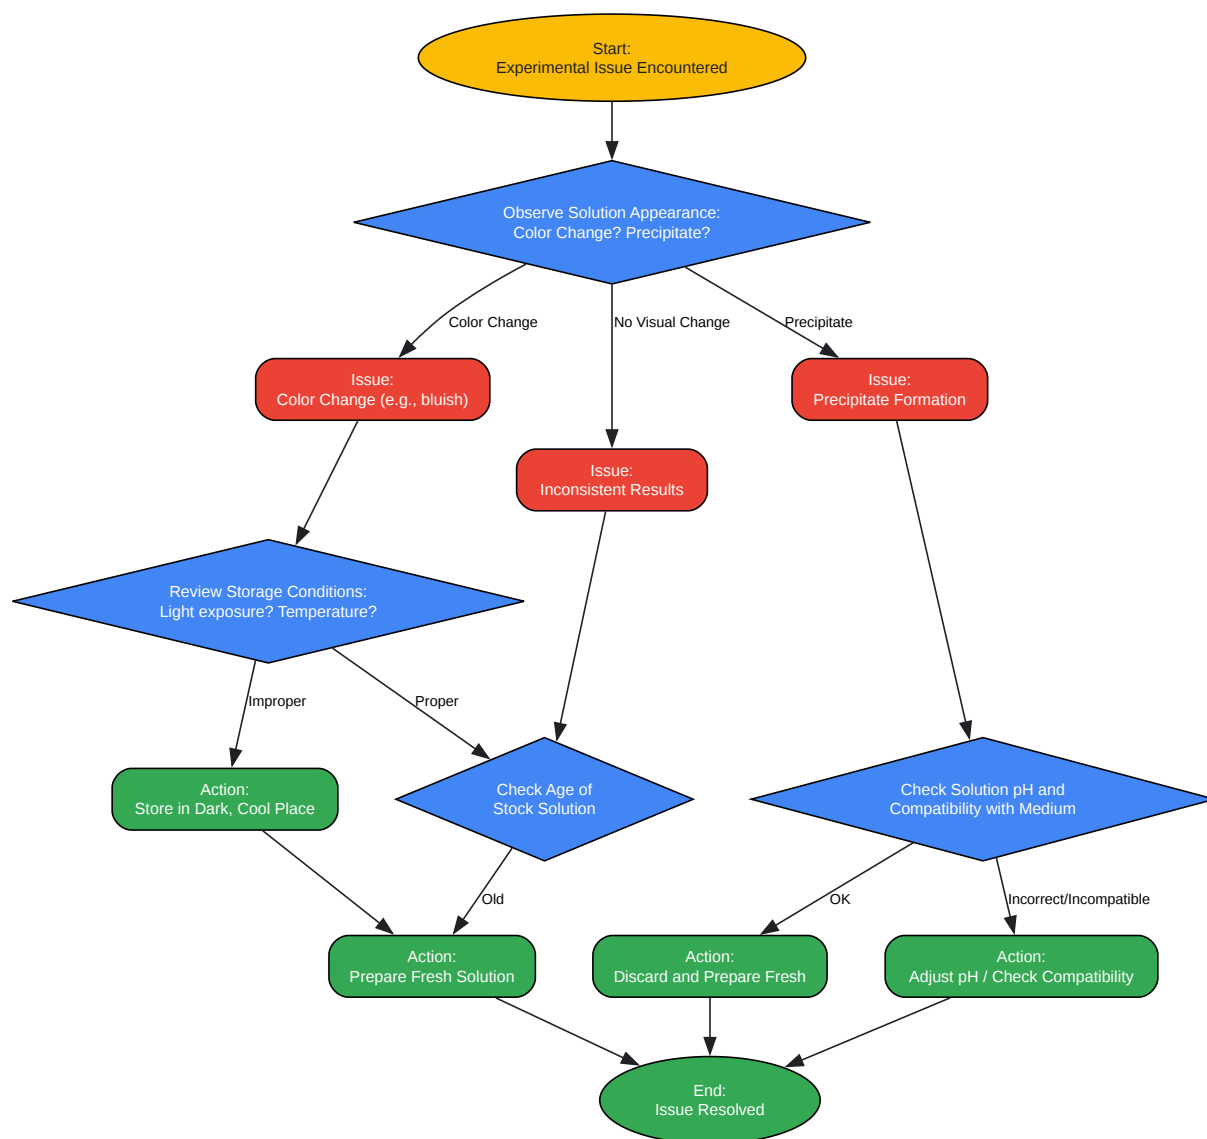 Start:
Experimental Issue Encountered
Observe Solution Appearance:
Color Change? Precipitate?
Color Change
No Visual Change
Precipitate
Issue:
Color Change (e.g., bluish)
Issue:
Precipitate Formation
Issue:
Inconsistent Results
Review Storage Conditions:
Light exposure? Temperature?
Improper
Proper
Action:
Store in Dark, Cool Place
Check Age of
Stock Solution
Check Solution pH and
Compatibility with Medium
Old
OK
Incorrect/Incompatible
Action:
Prepare Fresh Solution
Action:
Discard and Prepare Fresh
Action:
Adjust pH / Check Compatibility
End:
Issue Resolved